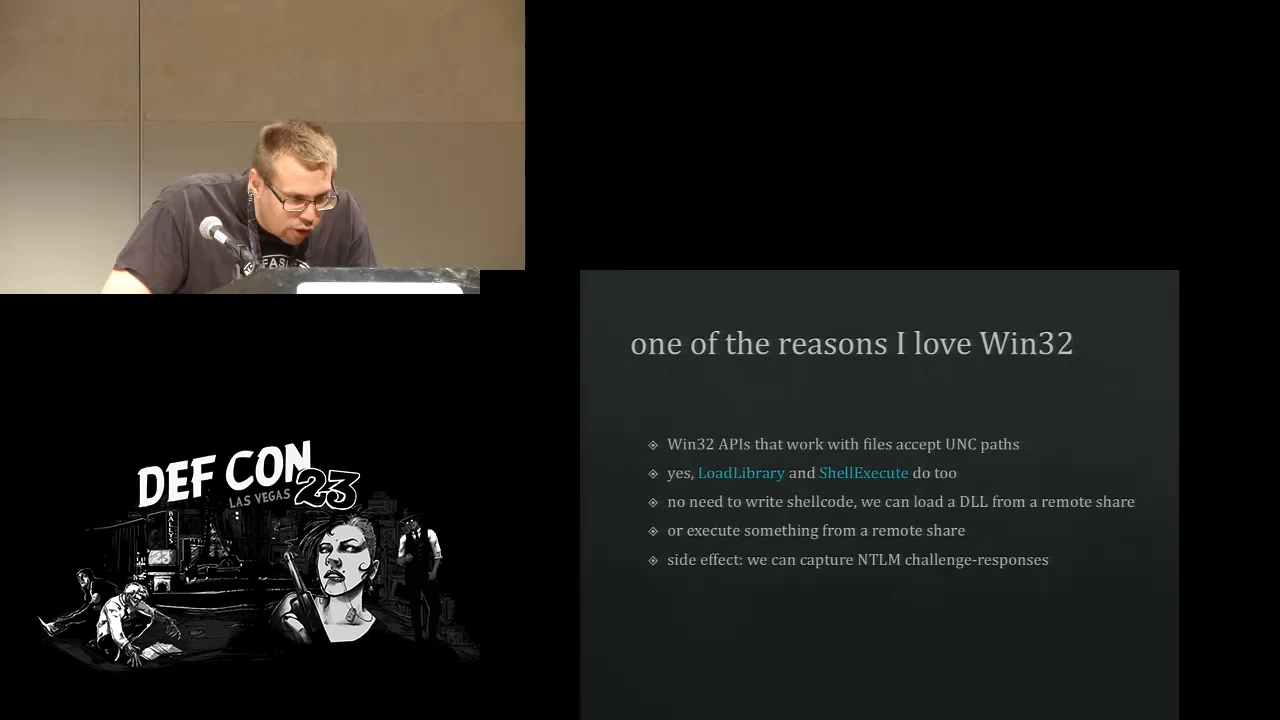 FASH
one of the reasons I love Win32
Win32 APIs that work with files accept UNC paths
yes, LoadLibrary and ShellExecute do too
no need to write shellcode, we can load a DLL from a remote share
or execute something from a remote share
side effect: we can capture NTLM challenge-responses
DEF CON
LAS VEGAS 23
BALLYS